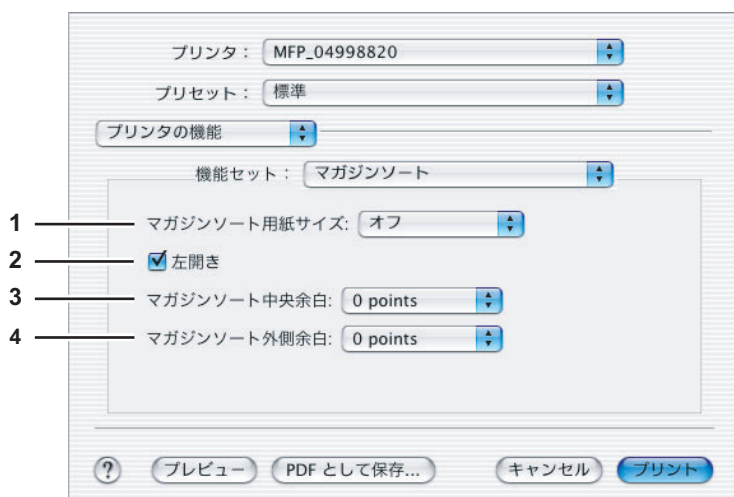 プリンタ： MFP_04998820
プリセット： 標準
プリンタの機能
機能セット： マガジンソート
1 マガジンソート用紙サイズ: オフ
2 左開き
3 マガジンソート中央余白: 0 points
4 マガジンソート外側余白: 0 points
? プレビュー PDF として保存... キャンセル プリント